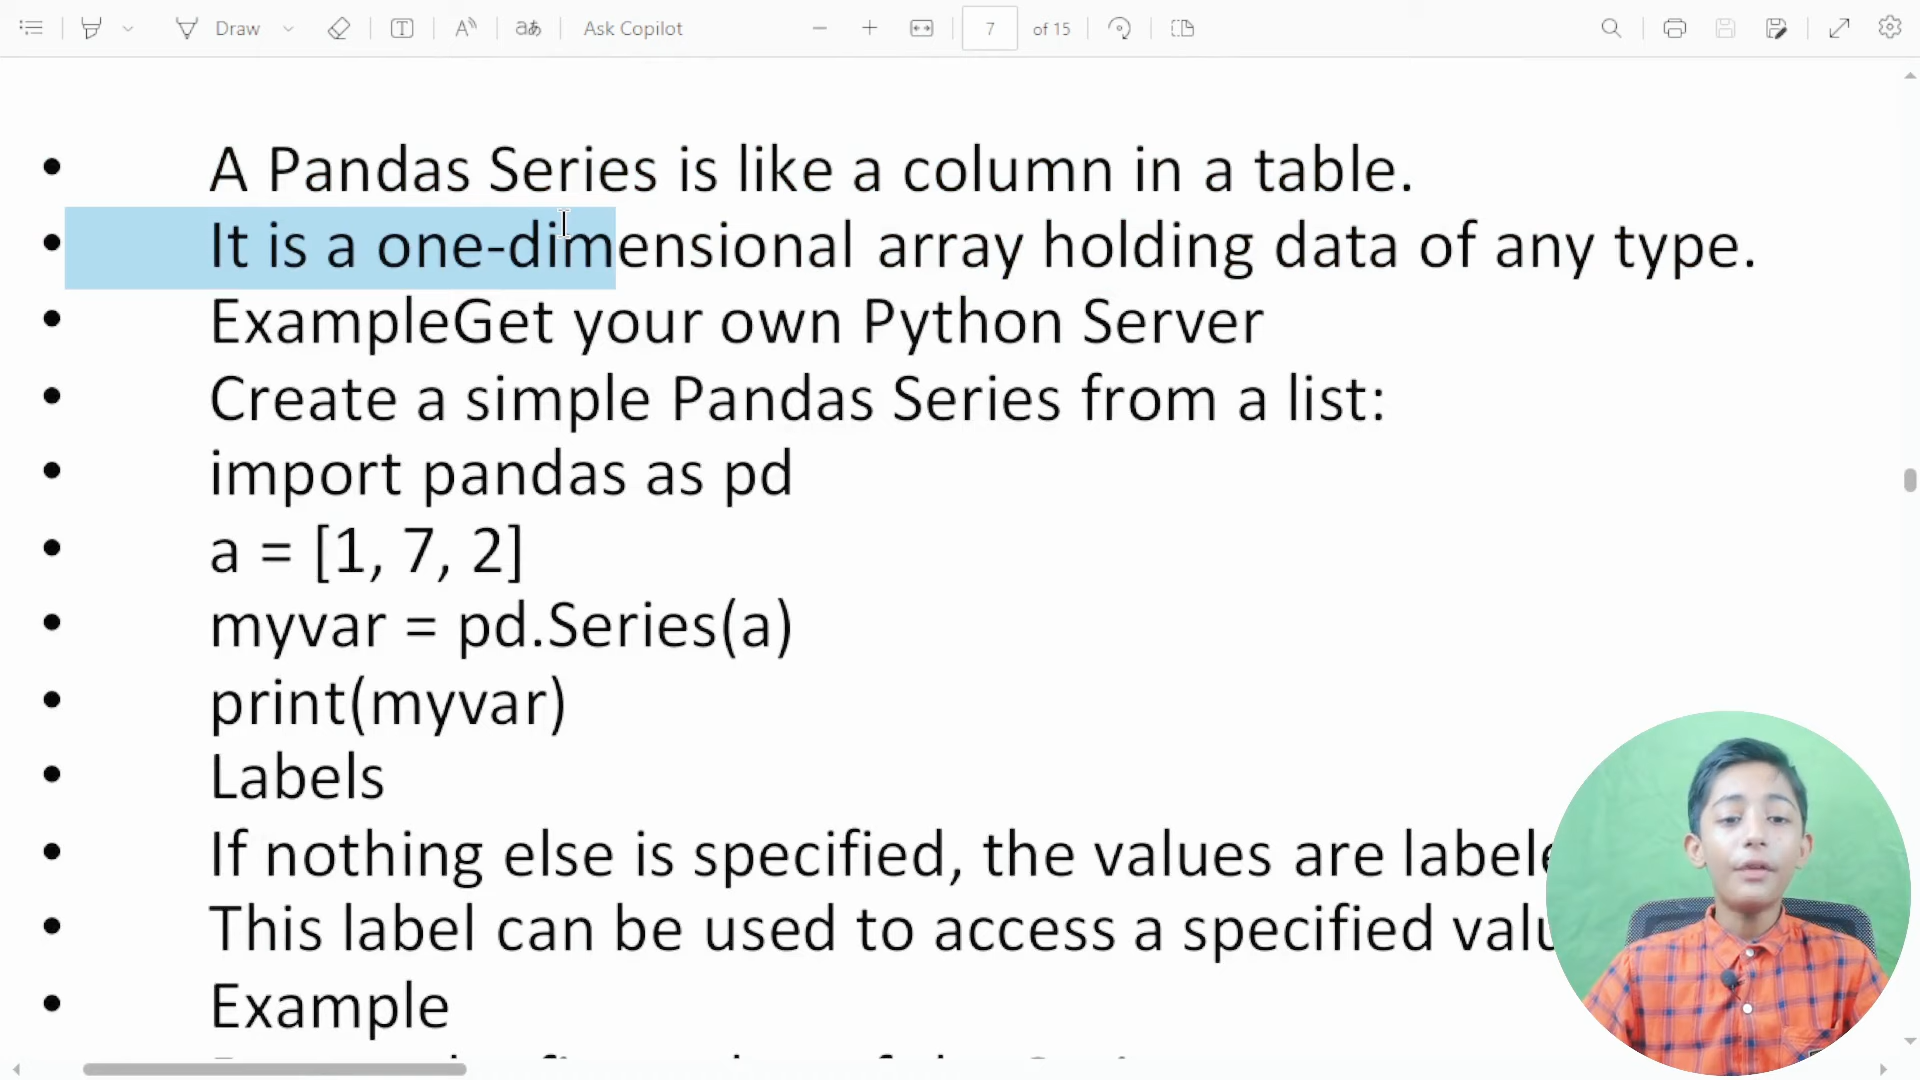 Draw
Ask Copilot
7 of 15
• A Pandas Series is like a column in a table.
• It is a one-dimensional array holding data of any type.
• ExampleGet your own Python Server
• Create a simple Pandas Series from a list:
• import pandas as pd
• a = [1, 7, 2]
• myvar = pd.Series(a)
• print(myvar)
• Labels
• If nothing else is specified, the values are labele
• This label can be used to access a specified valu
• Example